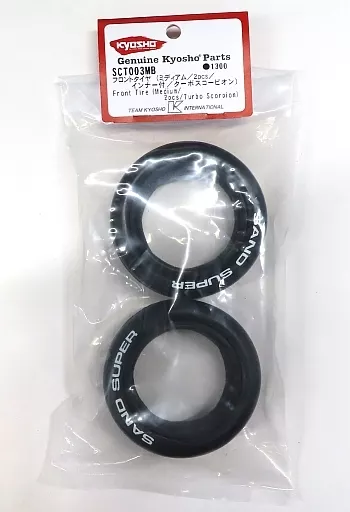 KYOSHO
Genuine Kyosho Parts
SCT003MB
●1300
フロントタイヤ (ミディアム/2pcs/
インナー付/ターボスコーピオン)
Front Tire (Medium/
2pcs/Turbo Scorpion)
TEAM KYOSHO K INTERNATIONAL
SAND SUPER
SAND SUPER